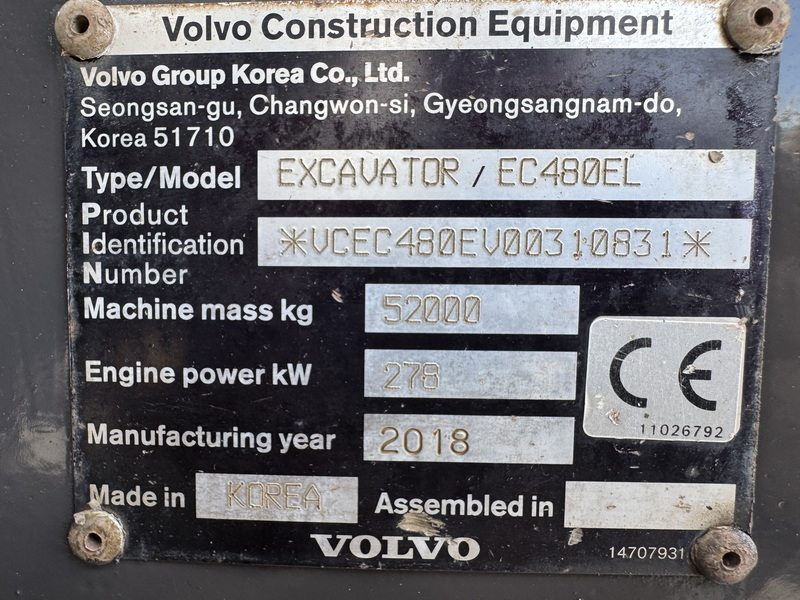 Volvo Construction Equipment
Volvo Group Korea Co., Ltd.
Seongsan-gu, Changwon-si, Gyeongsangnam-do,
Korea 51710
Type/Model EXCAVATOR / EC480EL
Product
Identification *VCEC480EV00310831*
Number
Machine mass kg 52000
Engine power kW 278
CE
Manufacturing year 2018
11026792
Made in KOREA Assembled in
VOLVO 14707931